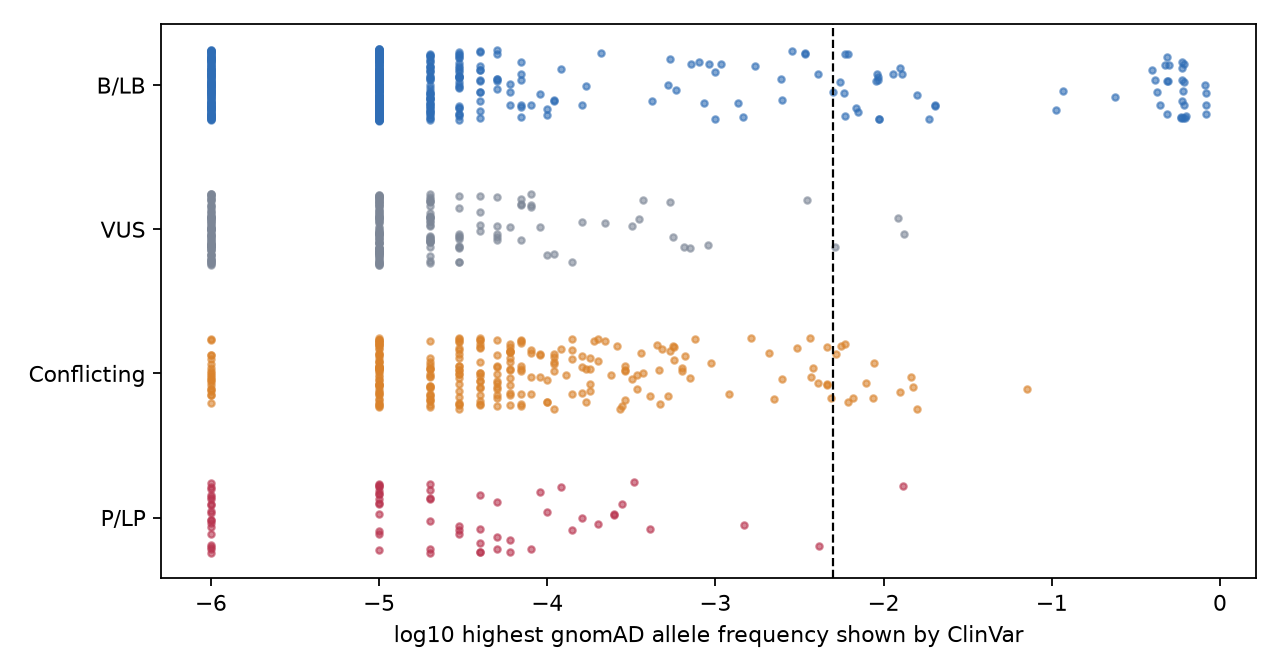 B/LB
VUS
Conflicting
P/LP
−6 −5 −4 −3 −2 −1 0
log10 highest gnomAD allele frequency shown by ClinVar